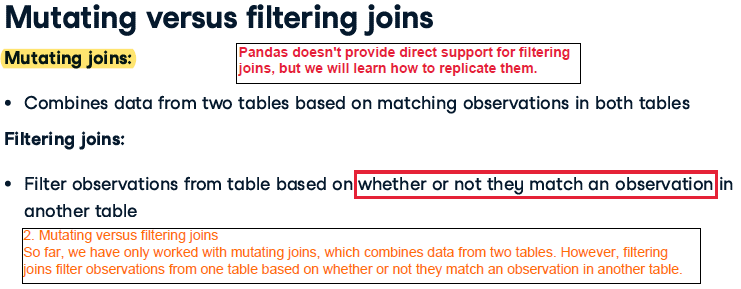 Mutating versus filtering joins
Mutating joins:
Pandas doesn't provide direct support for filtering
joins, but we will learn how to replicate them.
• Combines data from two tables based on matching observations in both tables
Filtering joins:
• Filter observations from table based on whether or not they match an observation in
another table
2. Mutating versus filtering joins
So far, we have only worked with mutating joins, which combines data from two tables. However, filtering
joins filter observations from one table based on whether or not they match an observation in another table.